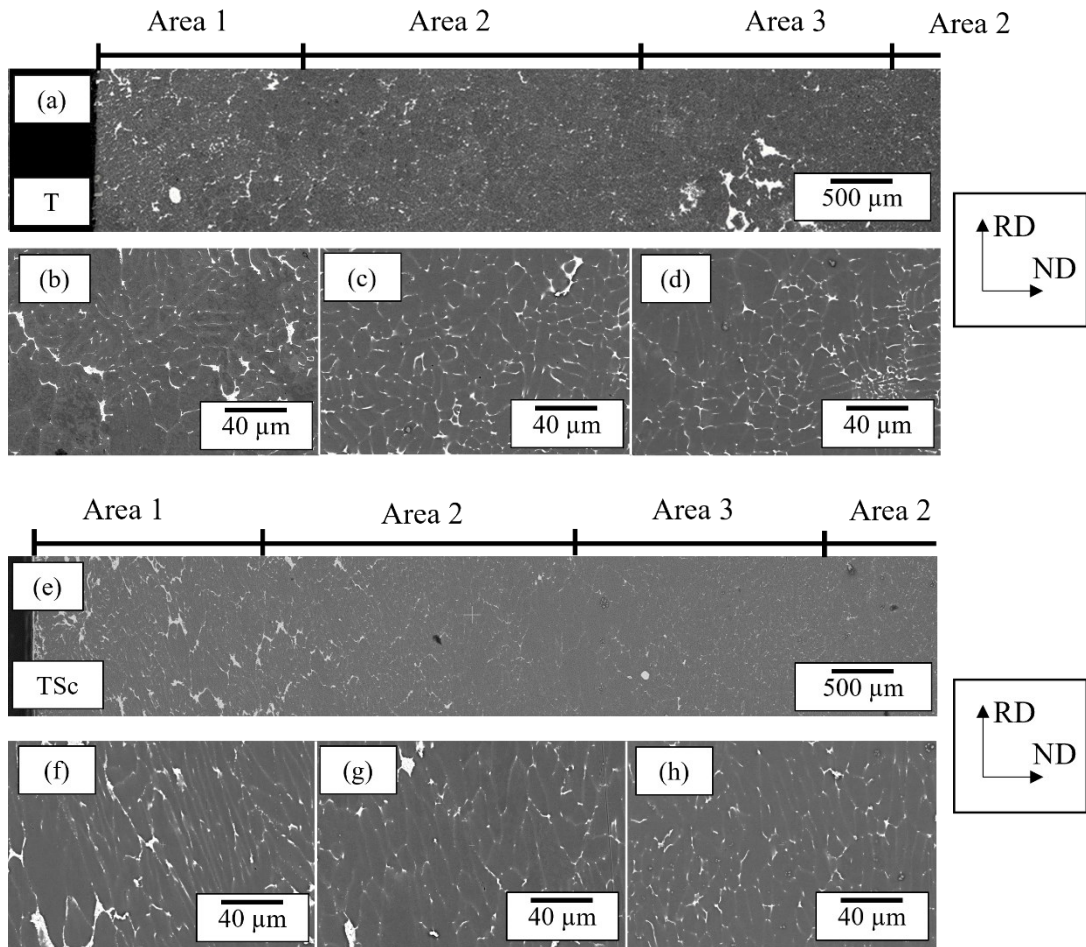 Area 1 Area 2 Area 3 Area 2
(a)
T
500 µm
RD
ND
(b) (c) (d)
40 µm 40 µm 40 µm
Area 1 Area 2 Area 3 Area 2
(e)
TSc
500 µm
RD
ND
(f) (g) (h)
40 µm 40 µm 40 µm